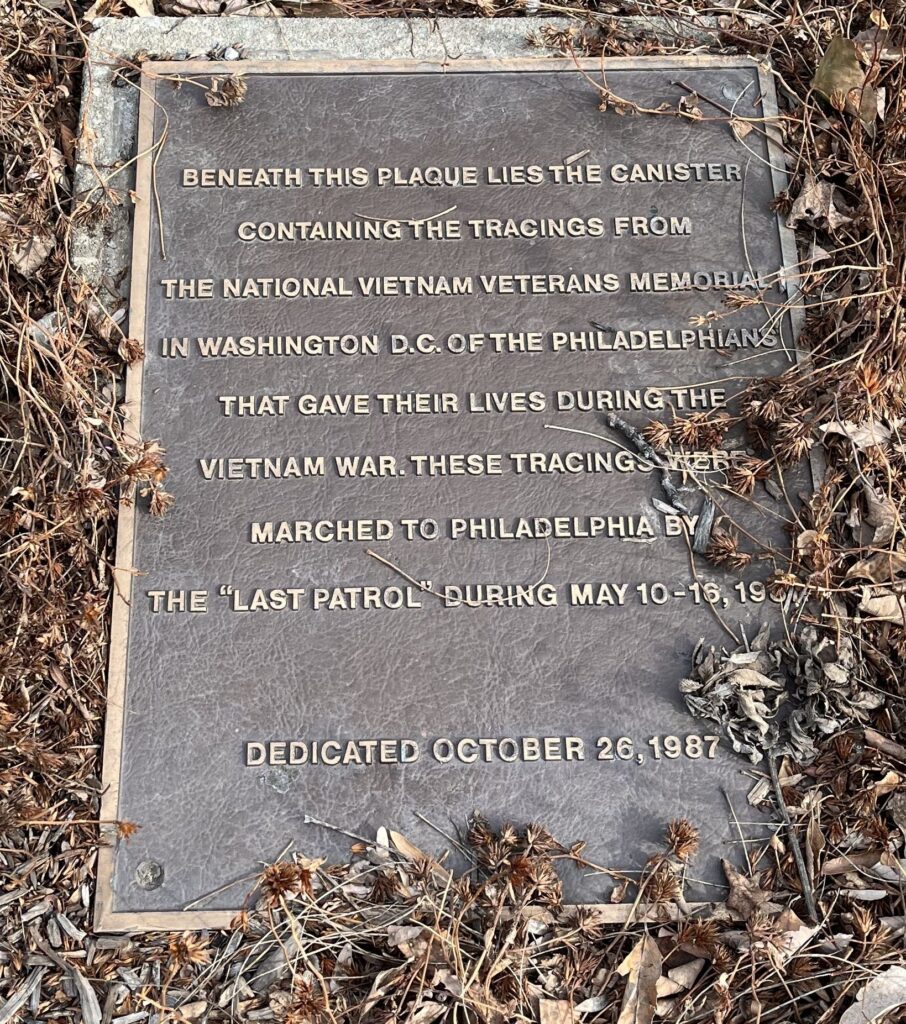 BENEATH THIS PLAQUE LIES THE CANISTER
CONTAINING THE TRACINGS FROM
THE NATIONAL VIETNAM VETERANS MEMORIAL
IN WASHINGTON D.C. OF THE PHILADELPHIANS
THAT GAVE THEIR LIVES DURING THE
VIETNAM WAR. THESE TRACINGS WERE
MARCHED TO PHILADELPHIA BY
THE "LAST PATROL" DURING MAY 10-16,
DEDICATED OCTOBER 26, 1987